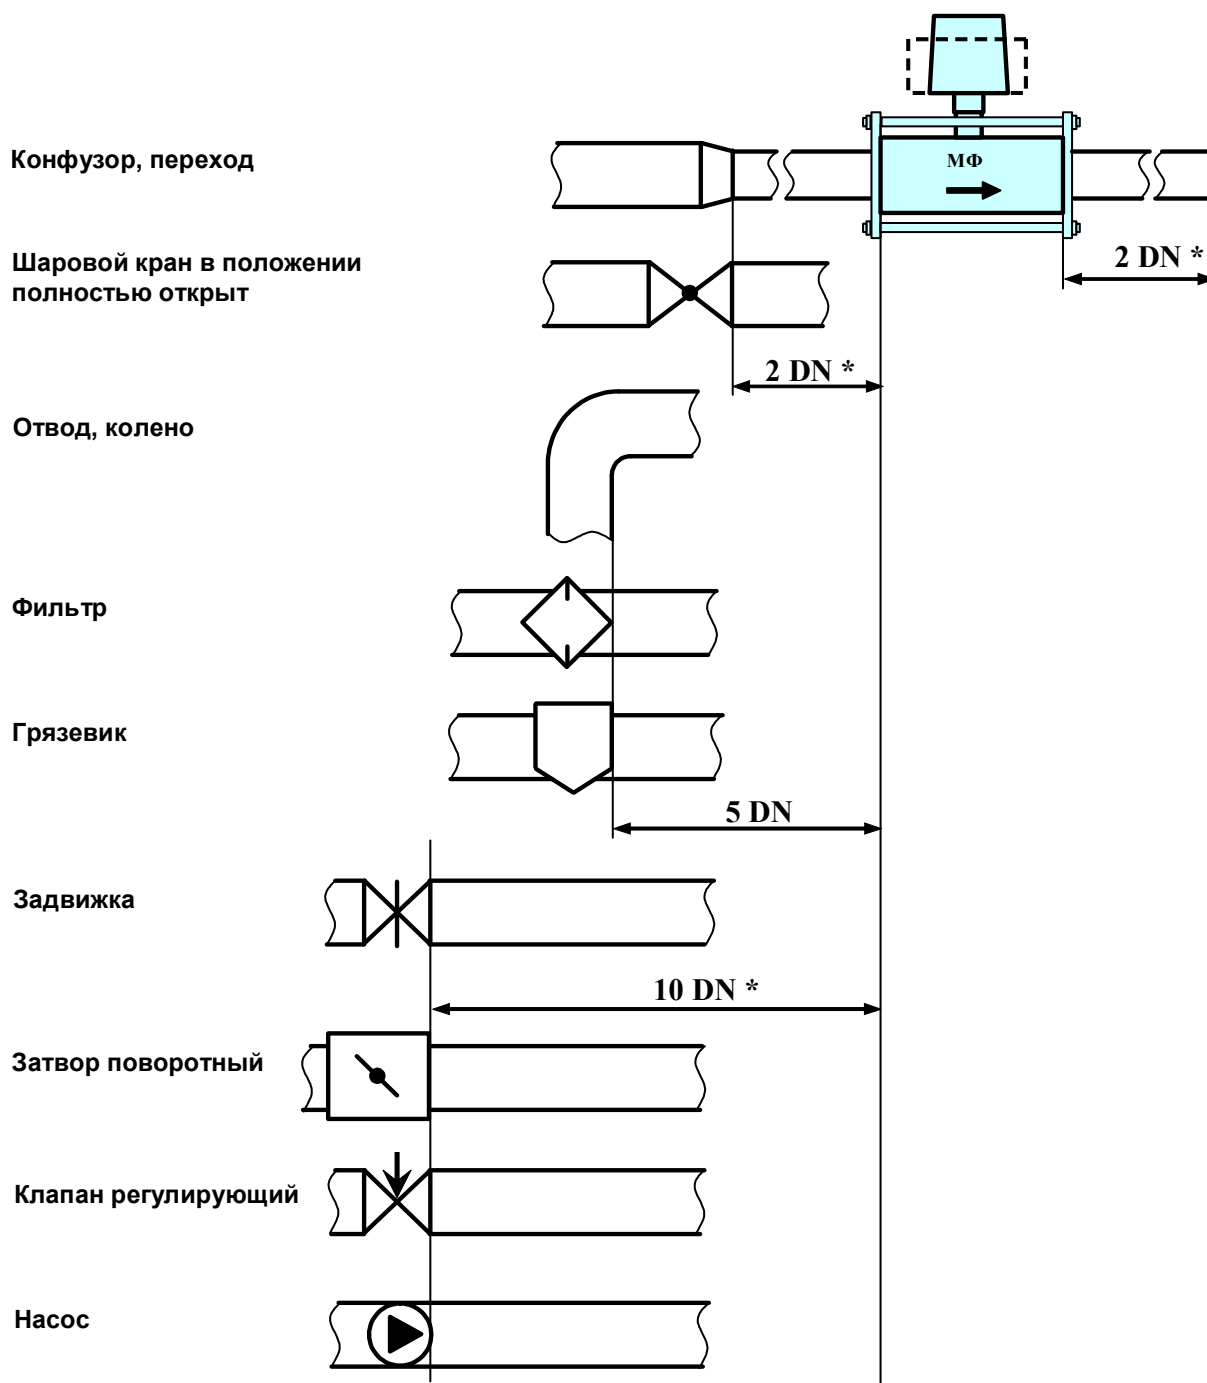 Конфузор, переход
МФ
Шаровой кран в положении
полностью открыт
2 DN *
2 DN *
Отвод, колено
Фильтр
Грязевик
5 DN
Задвижка
10 DN *
Затвор поворотный
Клапан регулирующий
Насос